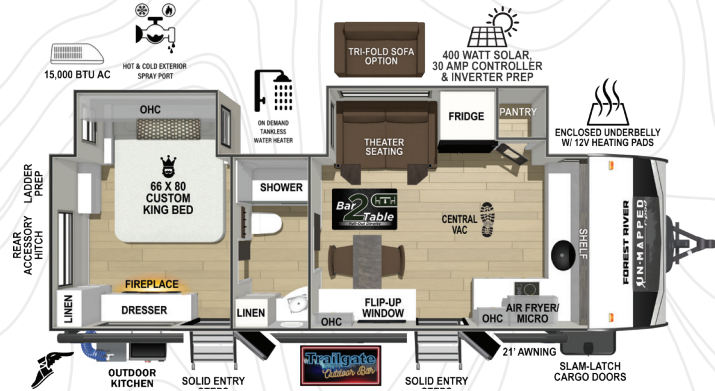 15,000 BTU AC
HOT & COLD EXTERIOR
SPRAY PORT
ON DEMAND
TANKLESS
WATER HEATER
TRI-FOLD SOFA
OPTION
400 WATT SOLAR,
30 AMP CONTROLLER
& INVERTER PREP
ENCLOSED UNDERBELLY
W/ 12V HEATING PADS
OHC
66 X 80
CUSTOM
KING BED
LADDER
PREP
REAR
ACCESSORY
HITCH
FIREPLACE
DRESSER
LINEN
SHOWER
LINEN
THEATER
SEATING
FRIDGE
PANTRY
Bar
2
Table
CENTRAL
VAC
SHELF
FOREST RIVER
UN-MAPPED
FLIP-UP
WINDOW
OHC
OHC
AIR FRYER/
MICRO
OUTDOOR
KITCHEN
SOLID ENTRY
Trailgate
Outdoor Bar
SOLID ENTRY
21' AWNING
SLAM-LATCH
CARGO DOORS